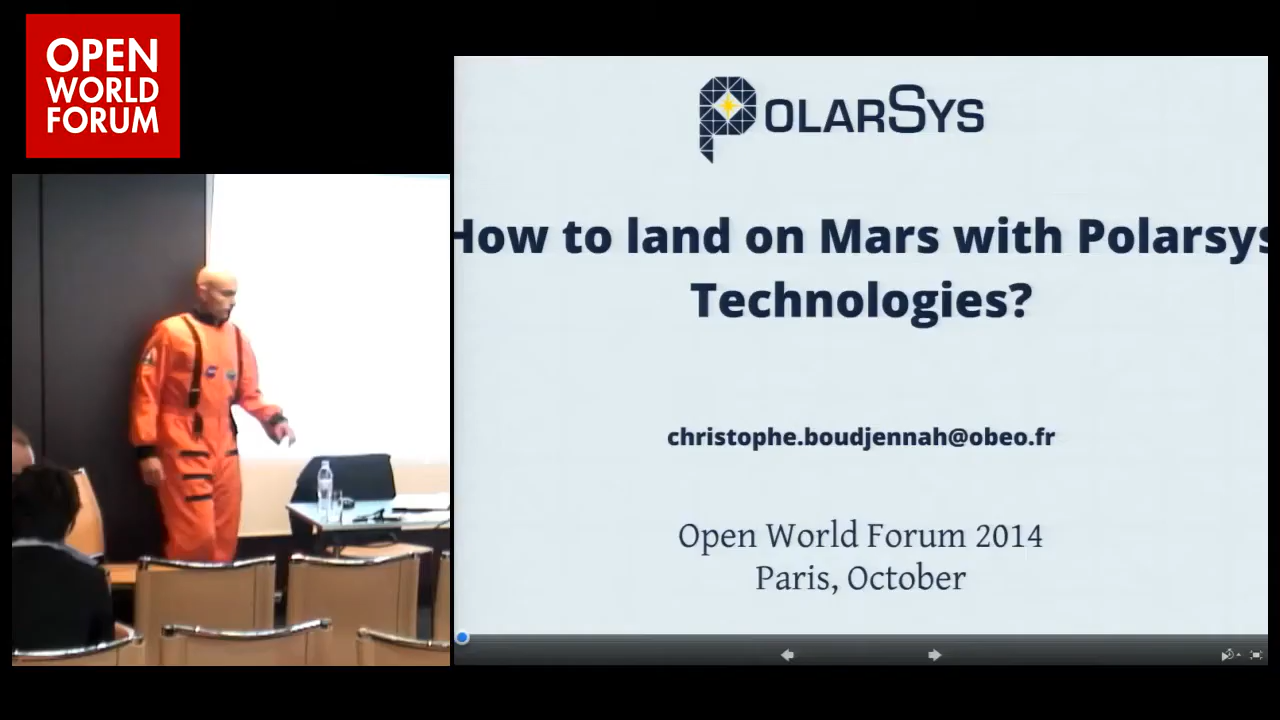 OPEN
WORLD
FORUM
POLARSYS
How to land on Mars with Polarsys
Technologies?
christophe.boudjennah@obeo.fr
Open World Forum 2014
Paris, October